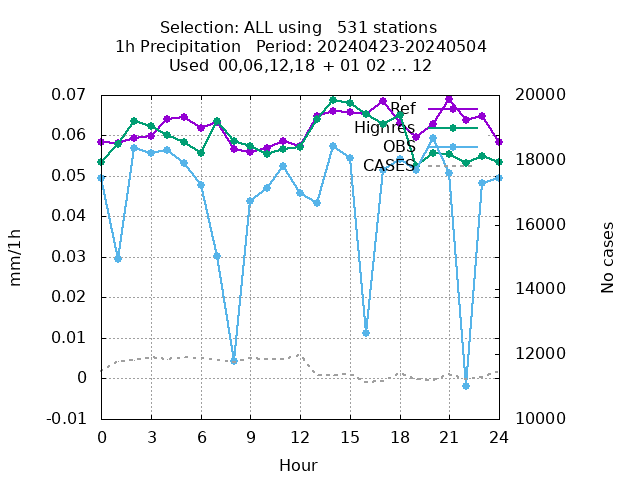 Selection: ALL using   531 stations
1h Precipitation   Period: 20240423-20240504
Used  00,06,12,18  + 01 02 ... 12
0.07
0.06
0.05
0.04
0.03
0.02
0.01
0
-0.01
mm/1h
20000
18000
16000
14000
12000
10000
No cases
Ref
Highres
OBS
CASES
0 3 6 9 12 15 18 21 24
Hour